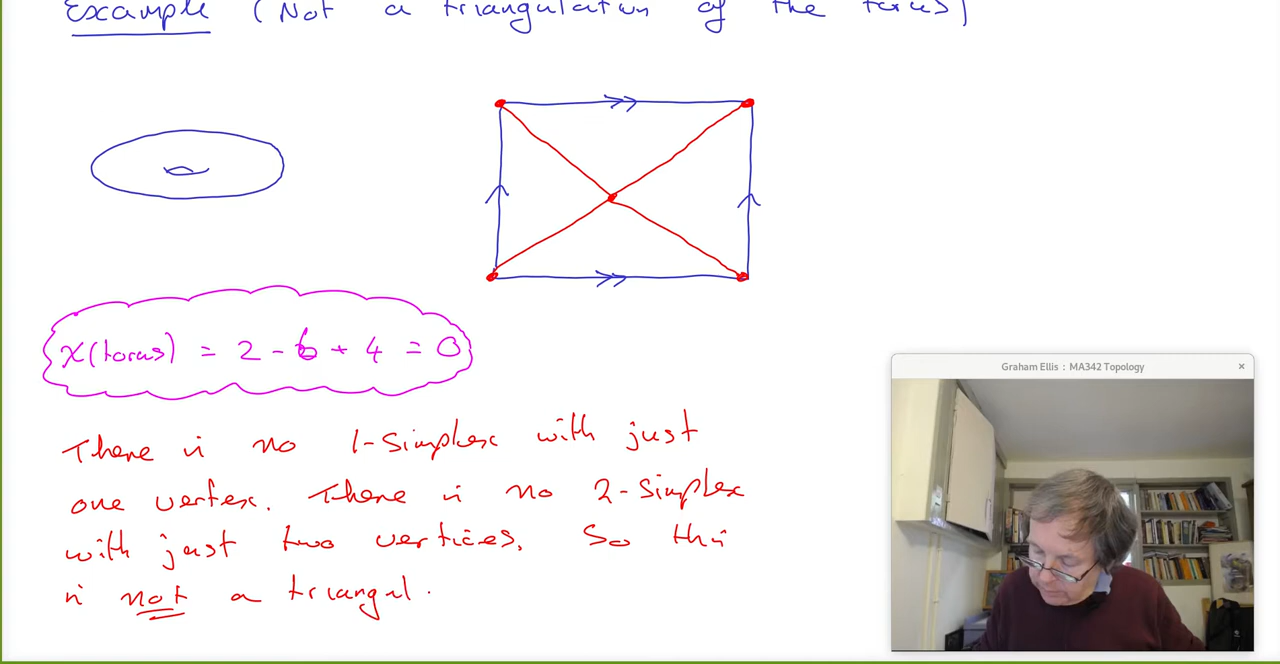 Example (Not a triangulation of the torus)
χ(torus) = 2 - 6 + 4 = 0
Graham Ellis : MA342 Topology
There is no 1-simplex with just
one vertex. There is no 2-simplex
with just two vertices. So this
is not a triangul.